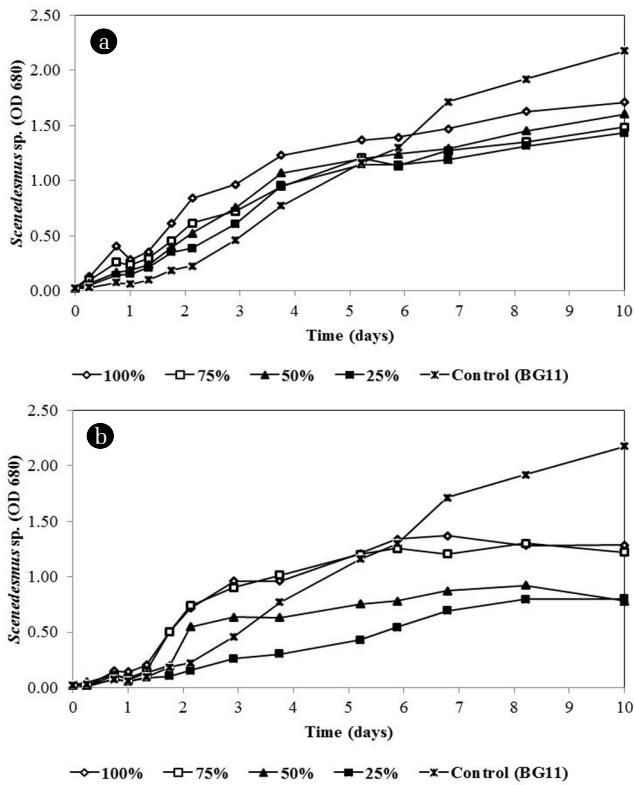 a
2.50
2.00
1.50
1.00
0.50
0.00
Scenedesmus sp. (OD 680)
0 1 2 3 4 5 6 7 8 9 10
Time (days)
100% 75% 50% 25% Control (BG11)
b
2.50
2.00
1.50
1.00
0.50
0.00
Scenedesmus sp. (OD 680)
0 1 2 3 4 5 6 7 8 9 10
Time (days)
100% 75% 50% 25% Control (BG11)